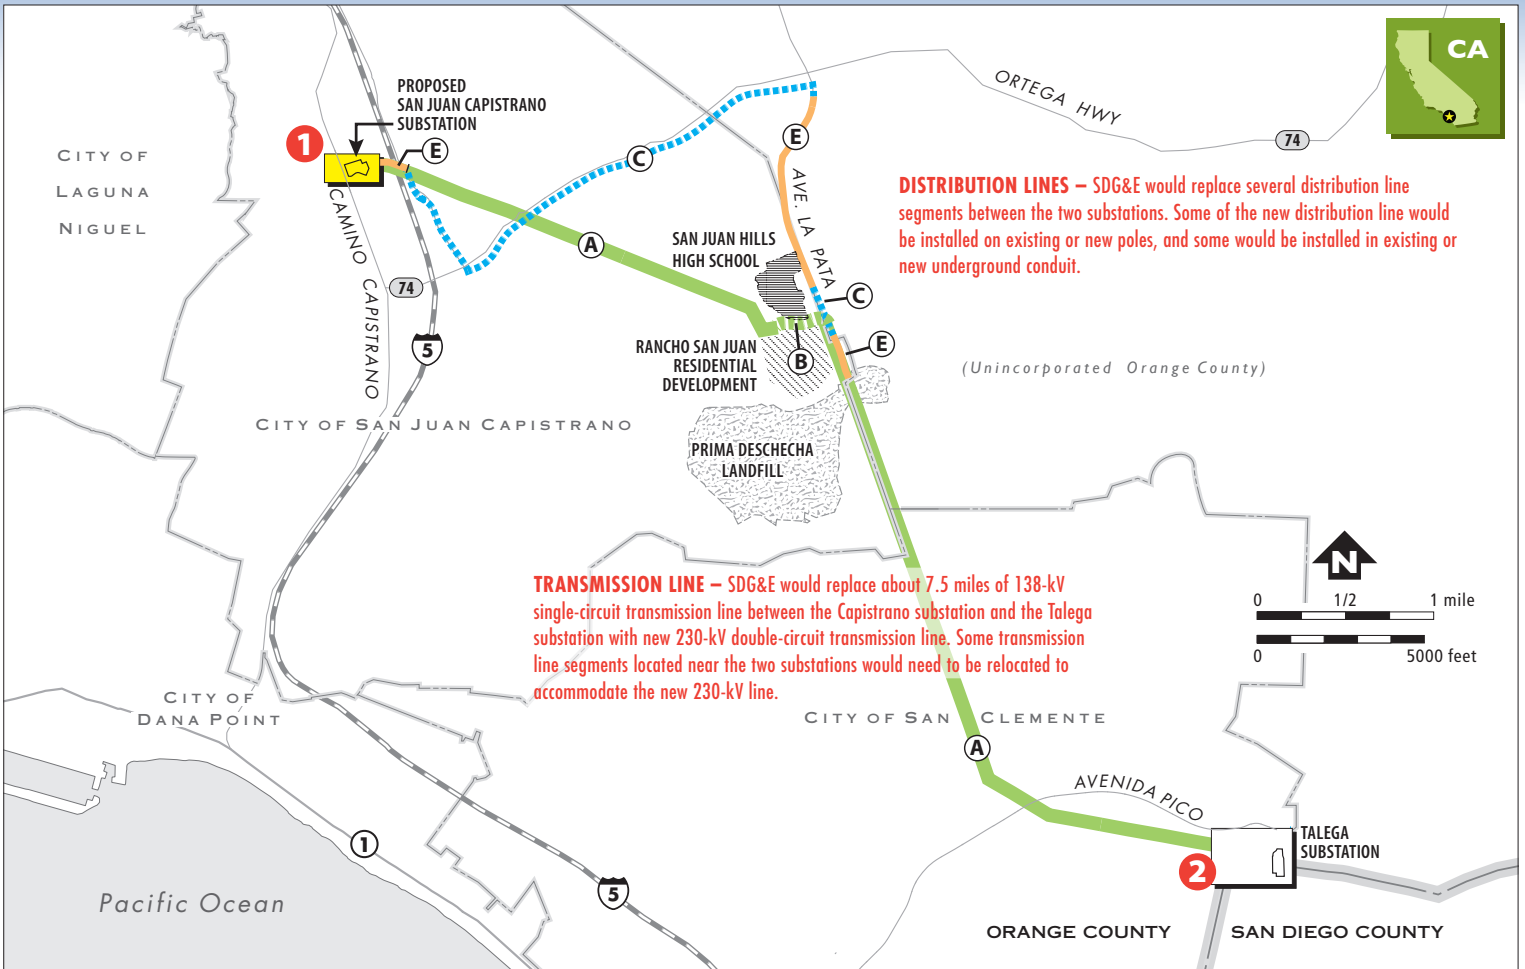 CA
PROPOSED
SAN JUAN CAPISTRANO
SUBSTATION
1
E
CITY OF
LAGUNA
NIGUEL
C
E
ORTEGA HWY
74
DISTRIBUTION LINES – SDG&E would replace several distribution line
segments between the two substations. Some of the new distribution line would
be installed on existing or new poles, and some would be installed in existing or
new underground conduit.
CAMINO CAPISTRANO
AVE. LA PATA
A
SAN JUAN HILLS
HIGH SCHOOL
74
C
5
RANCHO SAN JUAN
RESIDENTIAL
DEVELOPMENT
B
E
(Unincorporated Orange County)
CITY OF SAN JUAN CAPISTRANO
PRIMA DESCHECHA
LANDFILL
N
TRANSMISSION LINE – SDG&E would replace about 7.5 miles of 138-kV
single-circuit transmission line between the Capistrano substation and the Talega
substation with new 230-kV double-circuit transmission line. Some transmission
line segments located near the two substations would need to be relocated to
accommodate the new 230-kV line.
0 1/2 1 mile
0 5000 feet
CITY OF
DANA POINT
CITY OF SAN CLEMENTE
A
AVENIDA PICO
TALEGA
SUBSTATION
1
2
5
Pacific Ocean
ORANGE COUNTY
SAN DIEGO COUNTY